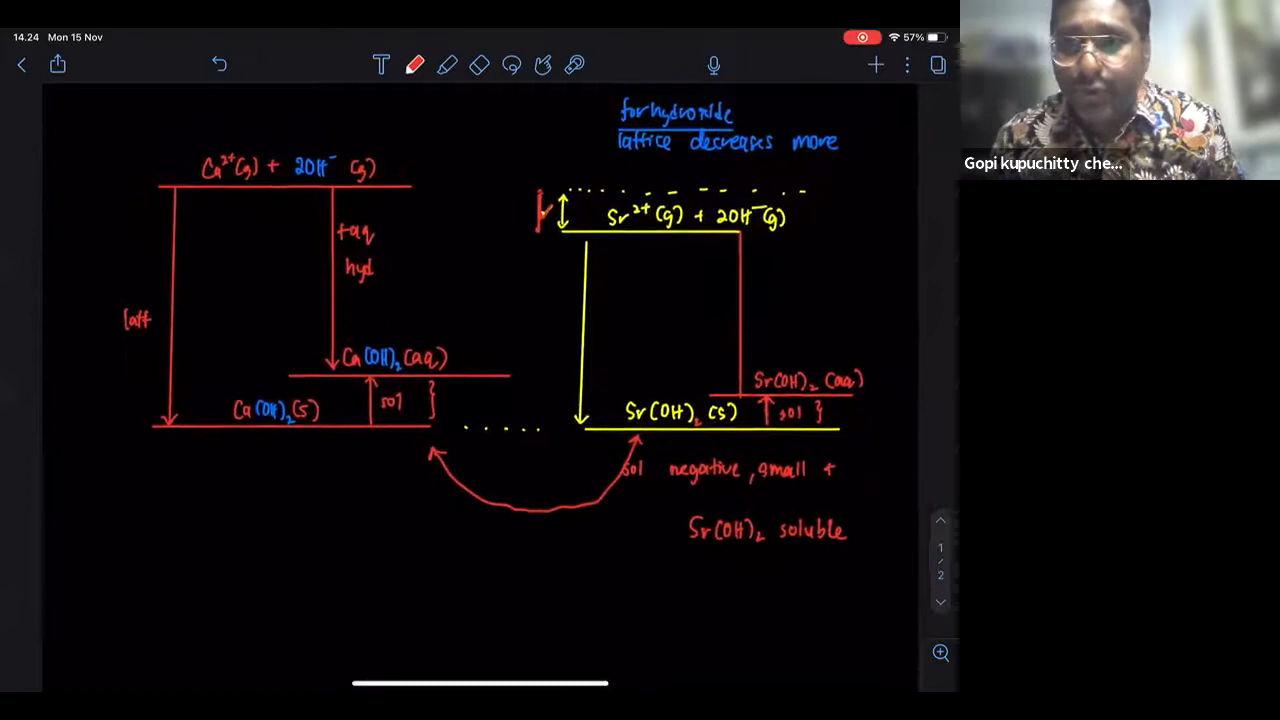 14.24 Mon 15 Nov
57%
Gopi kupuchitty che...
for hydroxide
lattice decreases more
Ca²⁺(g) + 2OH⁻ (g)
+aq
hyd
latt
Ca(OH)₂(aq)
sol }
Ca(OH)₂(s)
Sr²⁺(g) + 2OH⁻(g)
Sr(OH)₂(aq)
sol }
Sr(OH)₂(s)
sol negative, small +
Sr(OH)₂ soluble
1
/
2